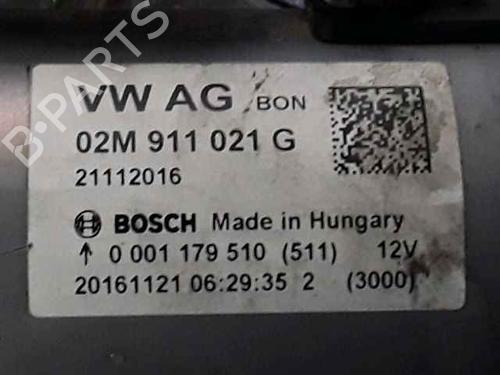 B-PARTS
VW AG BON
02M 911 021 G
21112016
BOSCH Made in Hungary
↑ 0 001 179 510 (511) 12V
20161121 06:29:35 2 (3000)